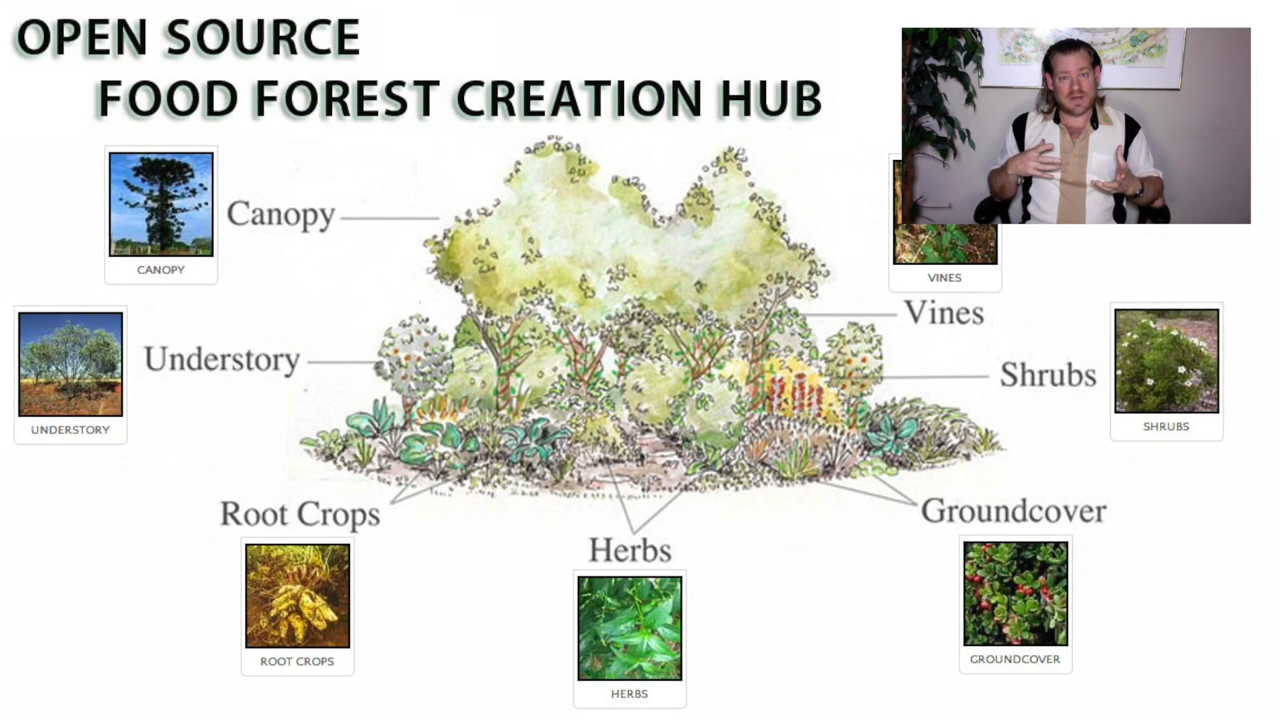 OPEN SOURCE
FOOD FOREST CREATION HUB
Canopy
CANOPY
VINES
Vines
Understory
UNDERSTORY
Shrubs
SHRUBS
Root Crops
ROOT CROPS
Herbs
HERBS
Groundcover
GROUNDCOVER